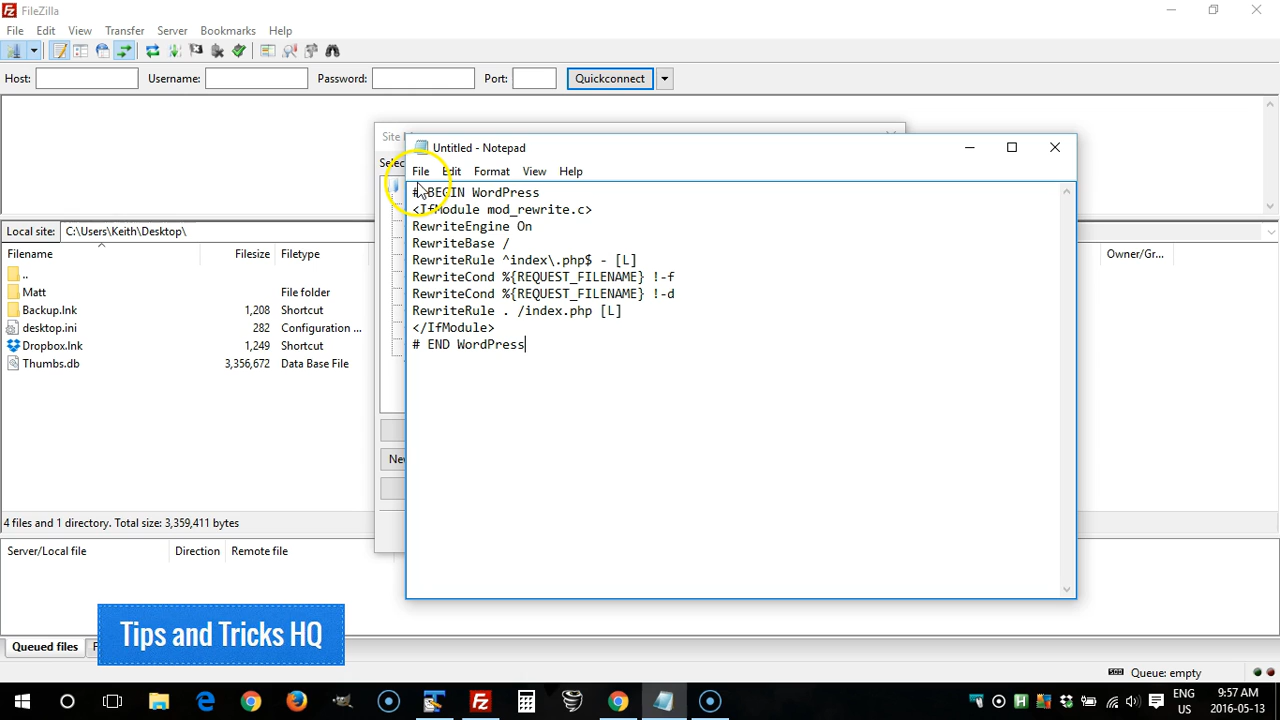 FileZilla
File Edit View Transfer Server Bookmarks Help
Host: Username: Password: Port: Quickconnect
Site
Untitled - Notepad
Selec
File Edit Format View Help
# BEGIN WordPress
<IfModule mod_rewrite.c>
RewriteEngine On
RewriteBase /
RewriteRule ^index\.php$ - [L]
RewriteCond %{REQUEST_FILENAME} !-f
RewriteCond %{REQUEST_FILENAME} !-d
RewriteRule . /index.php [L]
</IfModule>
# END WordPress
Local site: C:\Users\Keith\Desktop\
Filename Filesize Filetype Owner/Gr...
..
Matt File folder
Backup.lnk 1,208 Shortcut
desktop.ini 282 Configuration ...
Dropbox.lnk 1,249 Shortcut
Thumbs.db 3,356,672 Data Base File
Nev
4 files and 1 directory. Total size: 3,359,411 bytes
Server/Local file Direction Remote file
Tips and Tricks HQ
Queued files F
Queue: empty
ENG 9:57 AM
US 2016-05-13